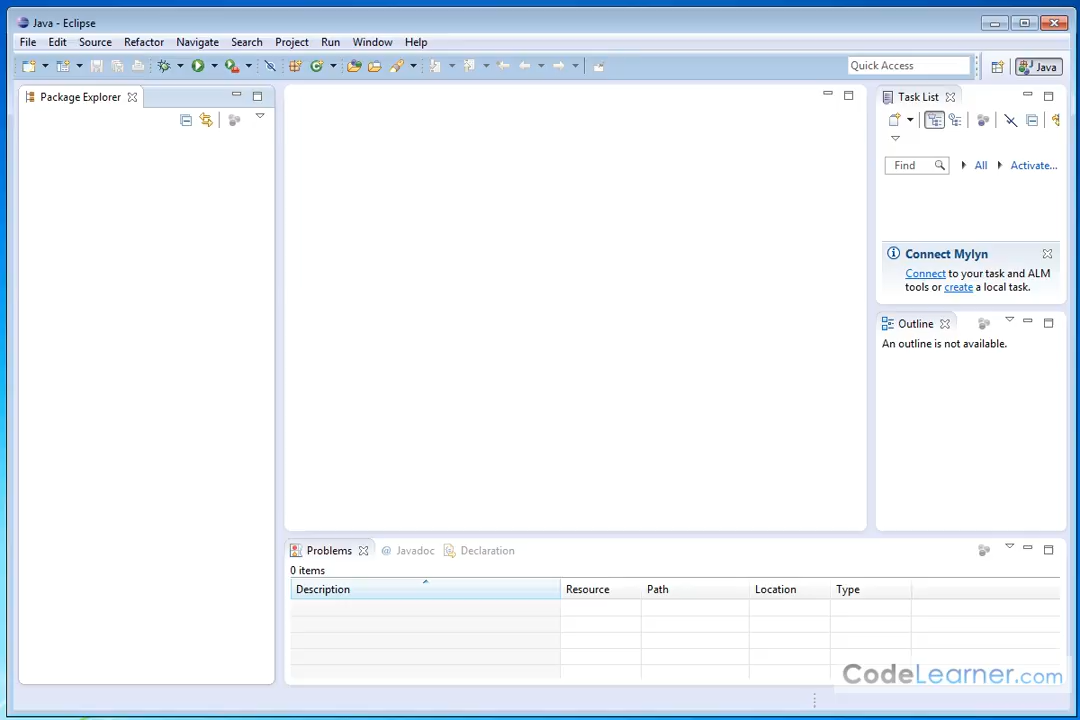 Java - Eclipse
File Edit Source Refactor Navigate Search Project Run Window Help
Quick Access
Java
Package Explorer
Task List
Find All Activate...
Connect Mylyn
Connect to your task and ALM
tools or create a local task.
Outline
An outline is not available.
Problems @ Javadoc Declaration
0 items
Description Resource Path Location Type
CodeLearner.com